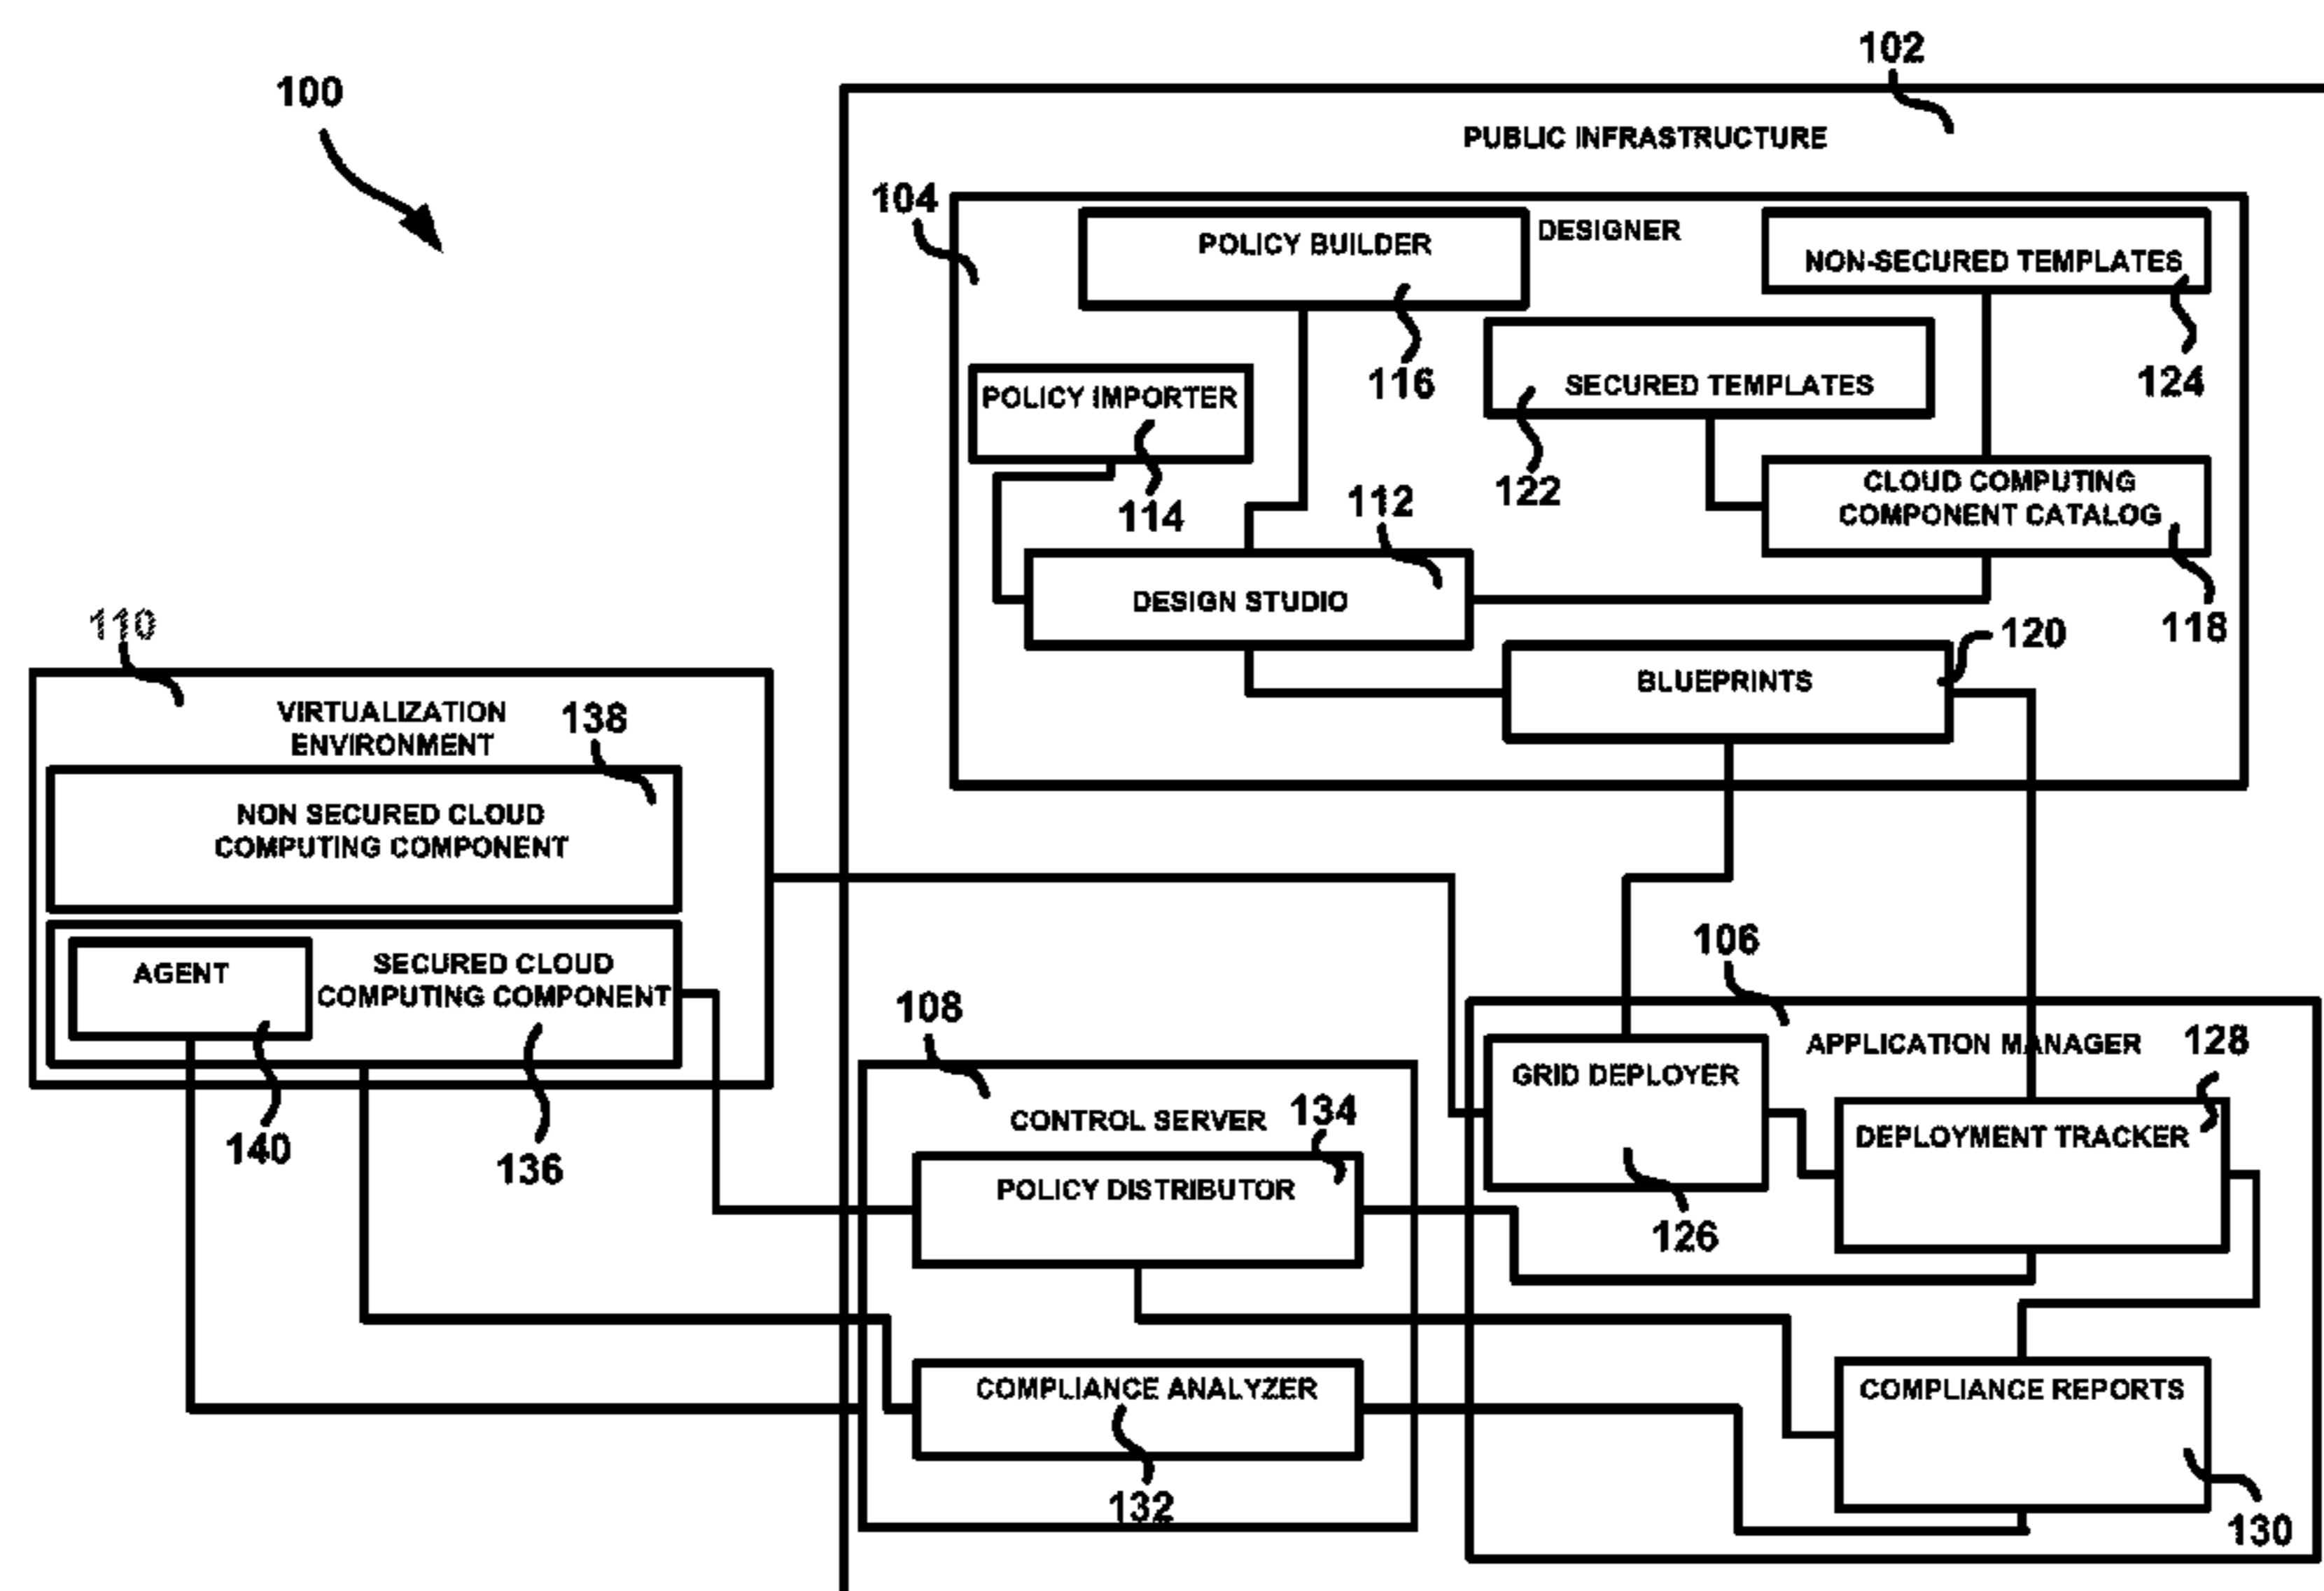 102
100
PUBLIC INFRASTRUCTURE
104
POLICY BUILDER
DESIGNER
NON-SECURED TEMPLATES
116
124
POLICY IMPORTER
SECURED TEMPLATES
114
122
112
CLOUD COMPUTING
COMPONENT CATALOG
DESIGN STUDIO
118
120
BLUEPRINTS
110
VIRTUALIZATION
ENVIRONMENT
138
NON SECURED CLOUD
COMPUTING COMPONENT
AGENT
SECURED CLOUD
COMPUTING COMPONENT
140
136
108
CONTROL SERVER
134
POLICY DISTRIBUTOR
COMPLIANCE ANALYZER
132
106
APPLICATION MANAGER
128
GRID DEPLOYER
DEPLOYMENT TRACKER
126
COMPLIANCE REPORTS
130